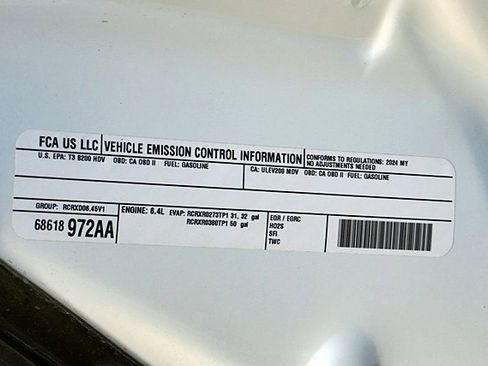 FCA US LLC VEHICLE EMISSION CONTROL INFORMATION CONFORMS TO REGULATIONS: 2024 MY
NO ADJUSTMENTS NEEDED
U.S. EPA: T3 B200 HDV OBD: CA OBD II FUEL: GASOLINE CA: ULEV200 MDV OBD: CA OBD II FUEL: GASOLINE
GROUP: RCRXD06.45V1 ENGINE: 6.4L EVAP: RCRXR0273TP1 31, 32 gal EGR / EGRC
RCRXR0380TP1 50 gal HO2S
68618 972AA SFI
TWC